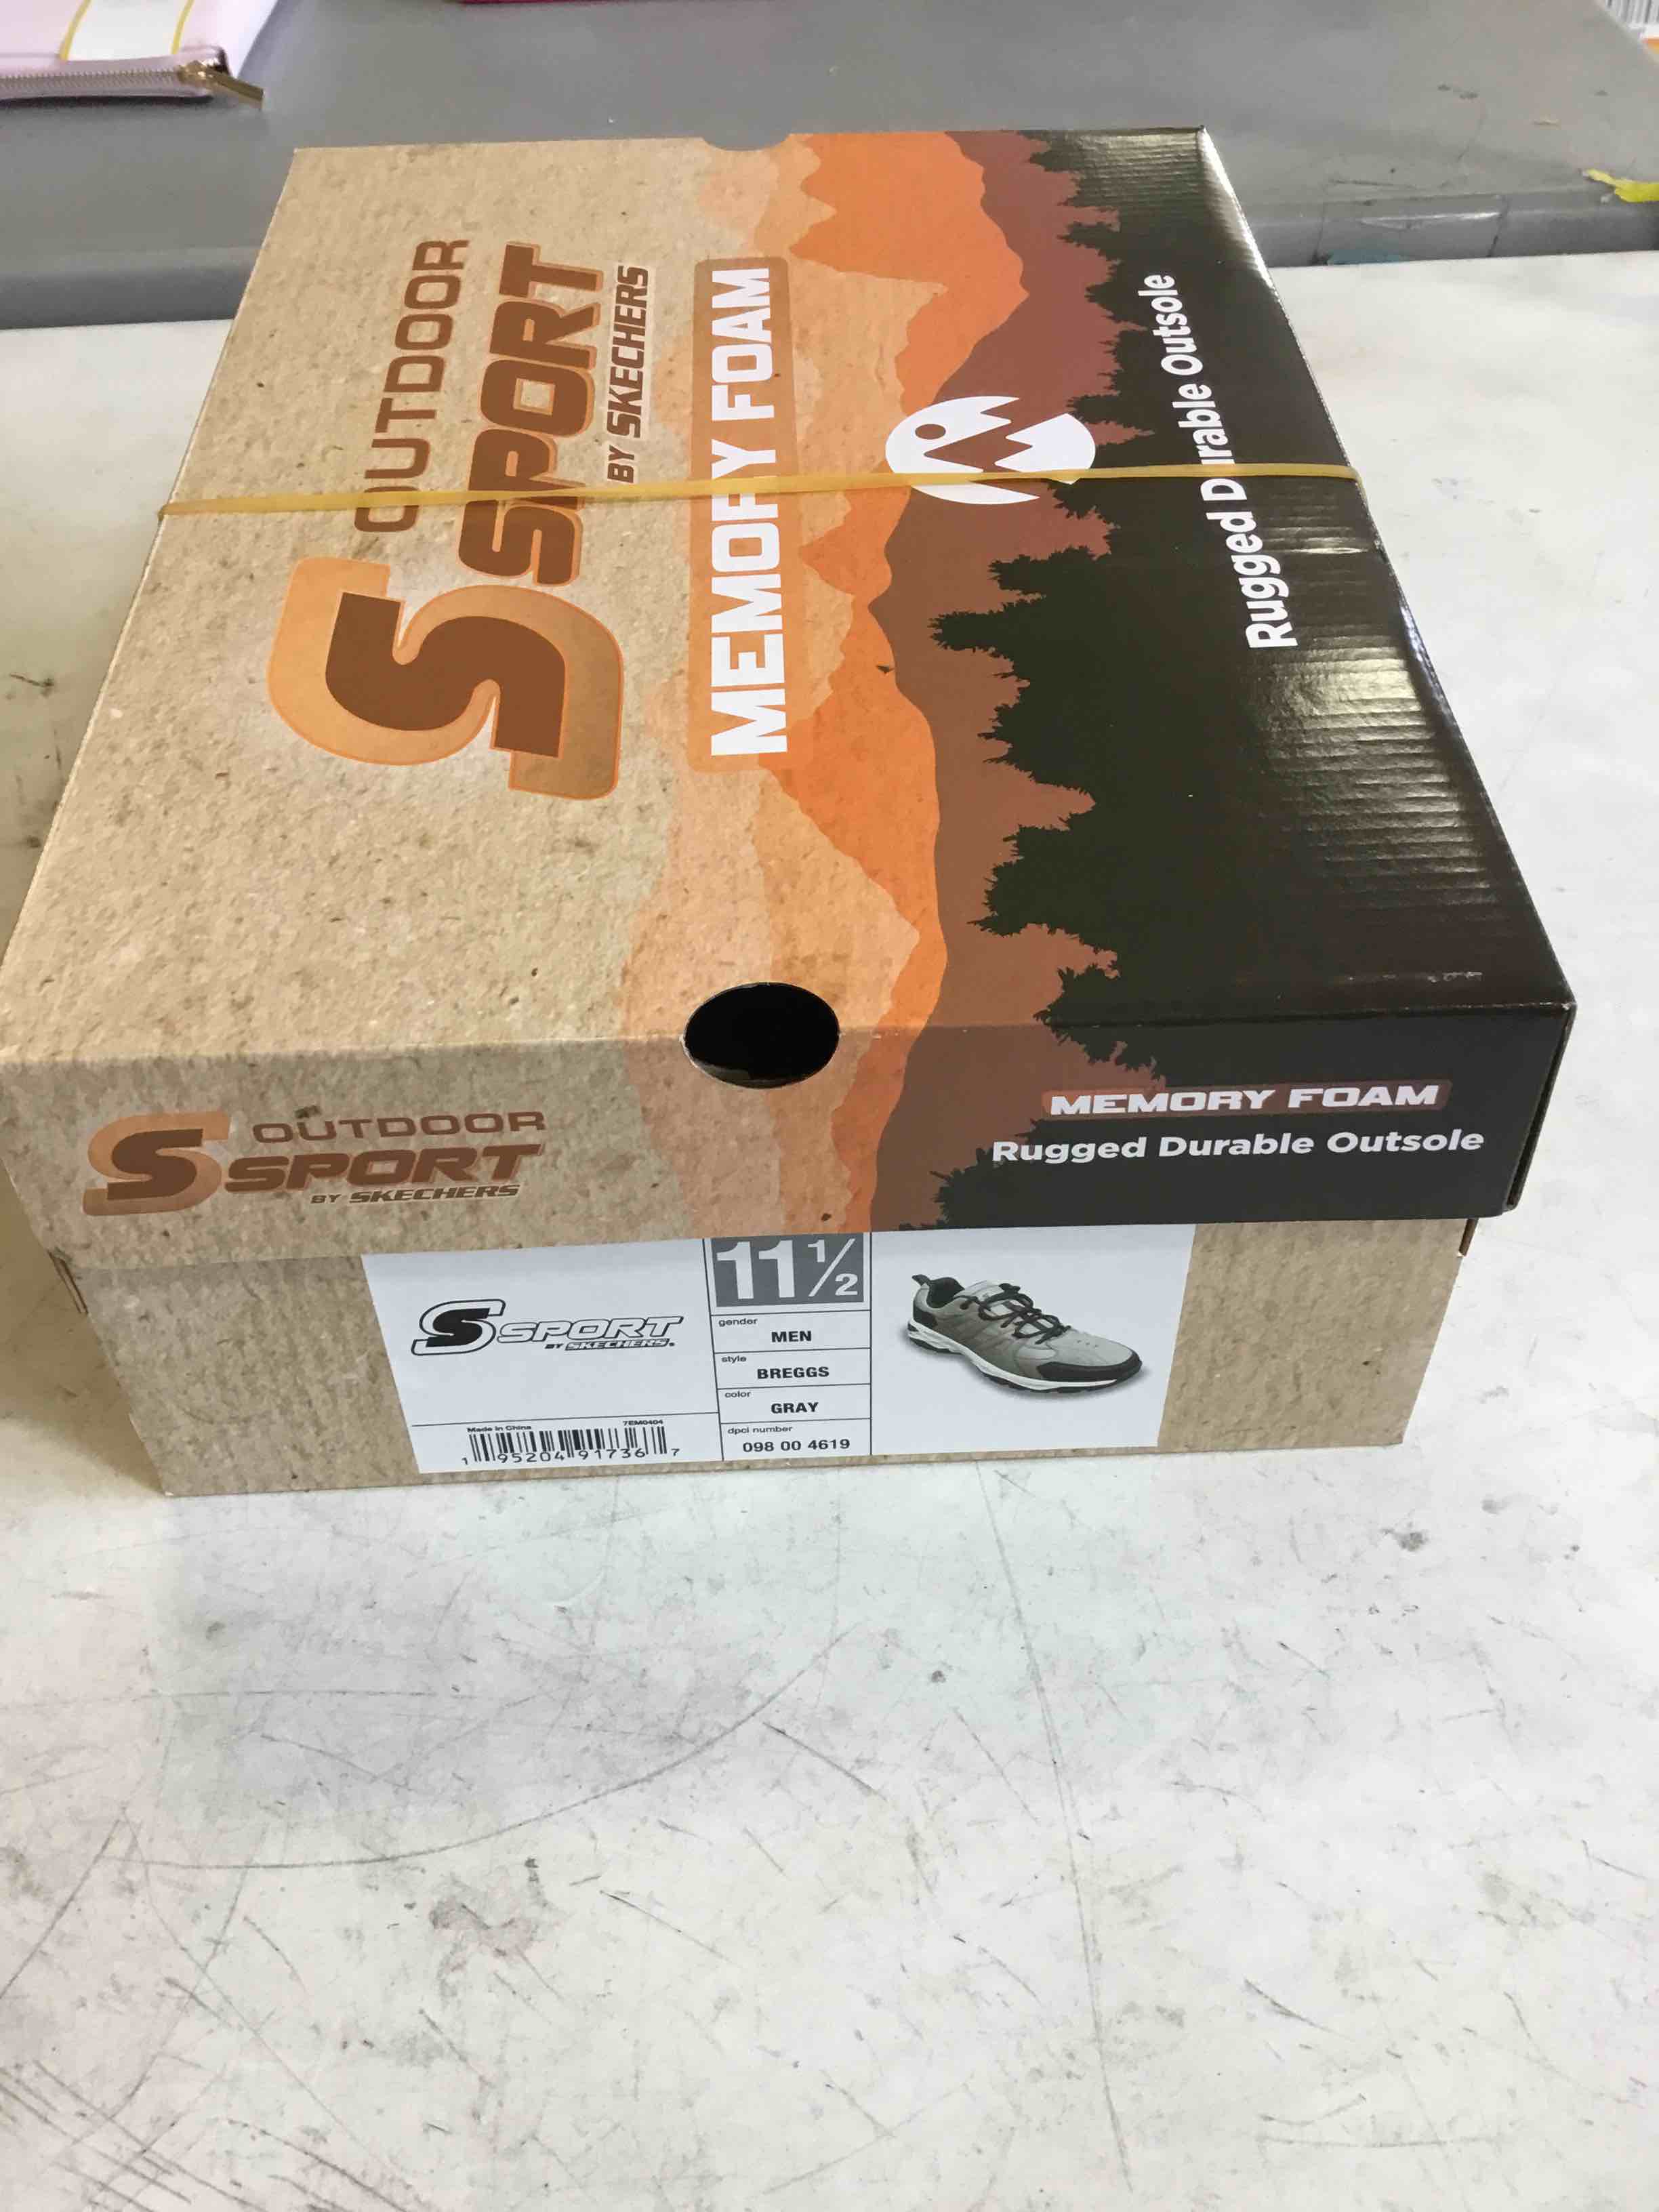 OUTDOOR
S SPORT
BY SKECHERS
MEMORY FOAM
Rugged Durable Outsole
OUTDOOR
S SPORT
BY SKECHERS
MEMORY FOAM
Rugged Durable Outsole
S SPORT
BY SKECHERS.
Made in China
7EM0404
1 95204 91736 7
11 1/2
gender
MEN
style
BREGGS
color
GRAY
dpci number
098 00 4619